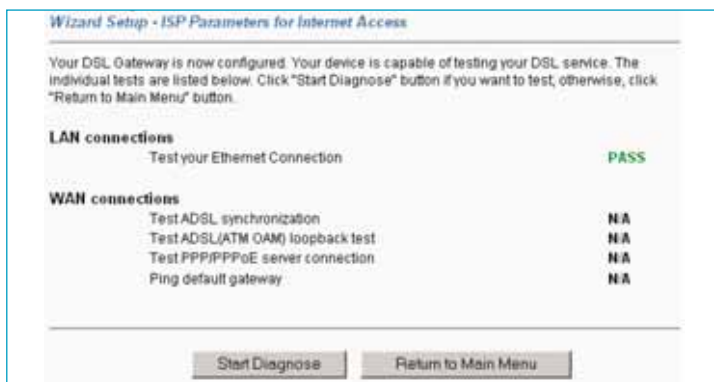 Wizard Setup - ISP Parameters for Internet Access
Your DSL Gateway is now configured. Your device is capable of testing your DSL service. The
individual tests are listed below. Click "Start Diagnose" button if you want to test, otherwise, click
"Return to Main Menu" button.
LAN connections
Test your Ethernet Connection PASS
WAN connections
Test ADSL synchronization N/A
Test ADSL(ATM OAM) loopback test N/A
Test PPP/PPPoE server connection N/A
Ping default gateway N/A
Start Diagnose Return to Main Menu